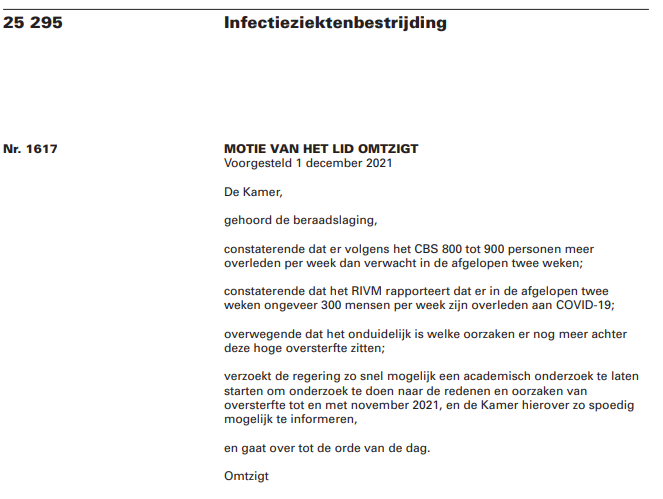 25 295 Infectieziektenbestrijding
Nr. 1617 MOTIE VAN HET LID OMTZIGT
Voorgesteld 1 december 2021
De Kamer,
gehoord de beraadslaging,
constaterende dat er volgens het CBS 800 tot 900 personen meer
overleden per week dan verwacht in de afgelopen twee weken;
constaterende dat het RIVM rapporteert dat er in de afgelopen twee
weken ongeveer 300 mensen per week zijn overleden aan COVID-19;
overwegende dat het onduidelijk is welke oorzaken er nog meer achter
deze hoge oversterfte zitten;
verzoekt de regering zo snel mogelijk een academisch onderzoek te laten
starten om onderzoek te doen naar de redenen en oorzaken van
oversterfte tot en met november 2021, en de Kamer hierover zo spoedig
mogelijk te informeren,
en gaat over tot de orde van de dag.
Omtzigt